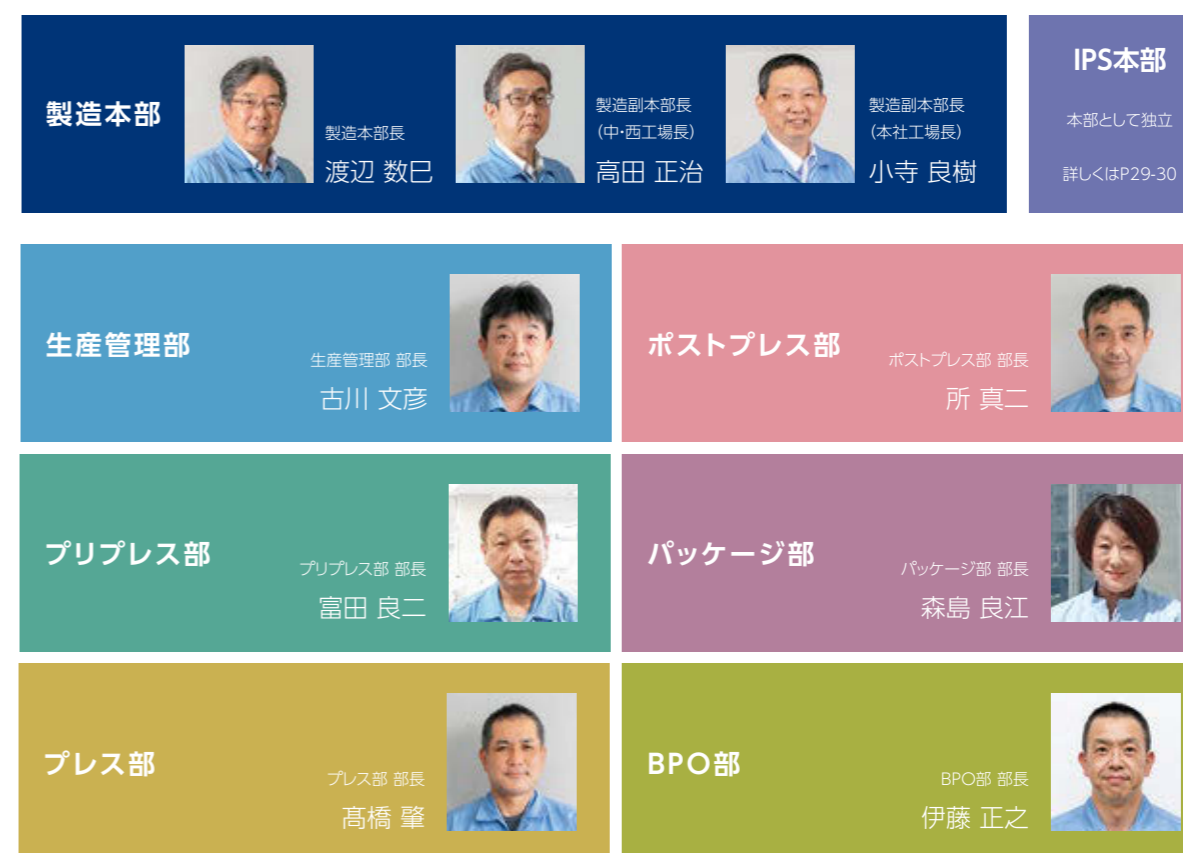 製造本部
製造本部長
渡辺 数巳
製造副本部長
(中・西工場長)
高田 正治
製造副本部長
(本社工場長)
小寺 良樹
IPS本部
本部として独立
詳しくはP29-30
生産管理部
生産管理部 部長
古川 文彦
ポストプレス部
ポストプレス部 部長
所 真二
プリプレス部
プリプレス部 部長
富田 良二
パッケージ部
パッケージ部 部長
森島 良江
プレス部
プレス部 部長
髙橋 肇
BPO部
BPO部 部長
伊藤 正之